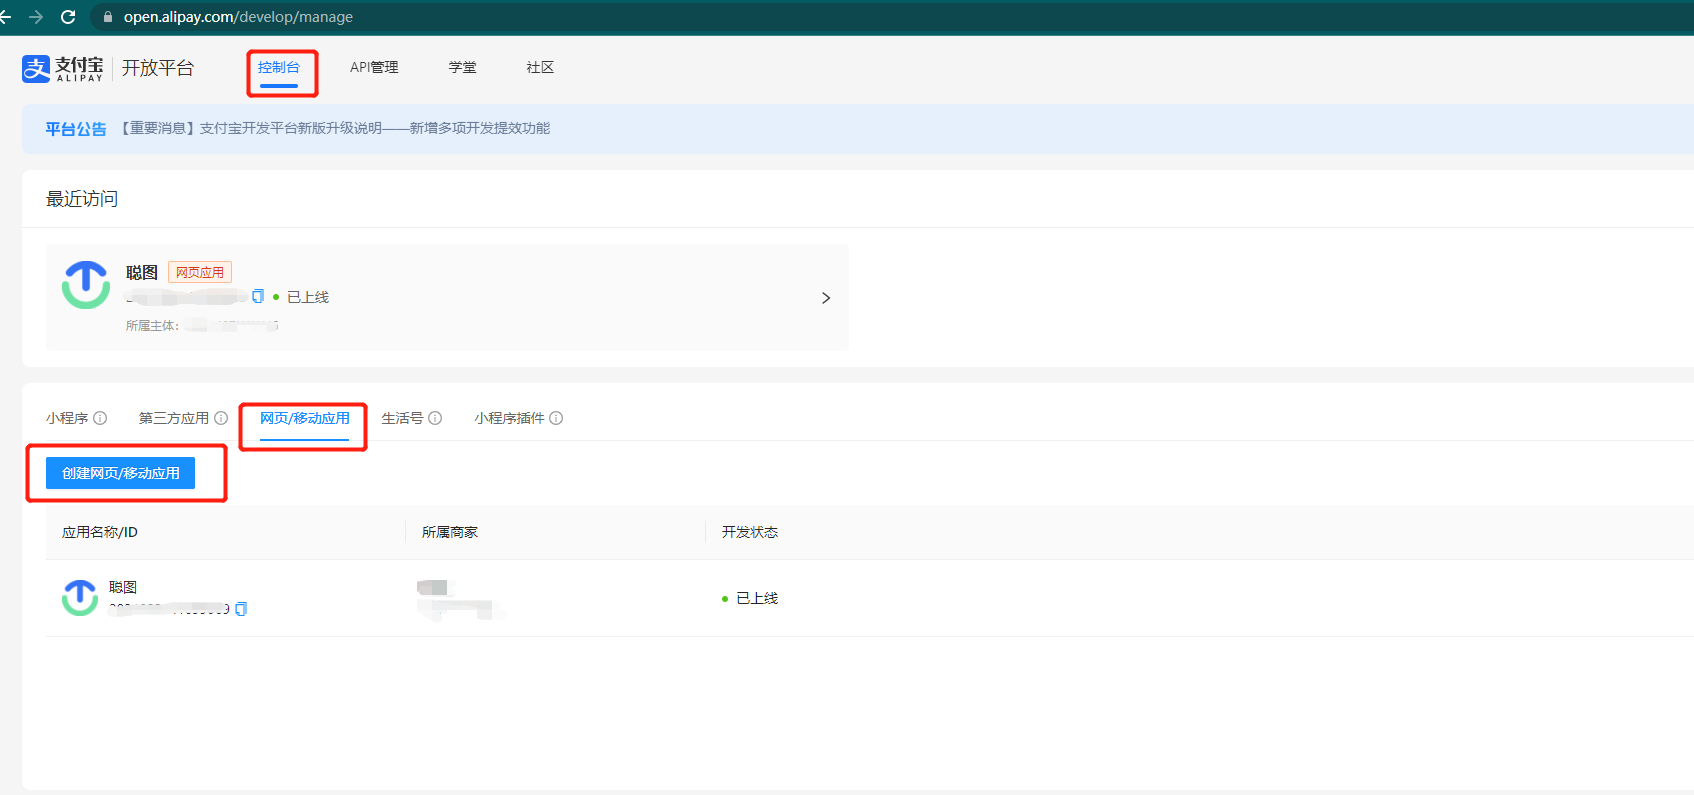 open.alipay.com/develop/manage
支 支付宝 ALIPAY 开放平台 控制台 API管理 学堂 社区
平台公告 【重要消息】支付宝开发平台新版升级说明——新增多项开发提效功能
最近访问
聪图 网页应用
已上线
所属主体:
小程序 第三方应用 网页/移动应用 生活号 小程序插件
创建网页/移动应用
应用名称/ID 所属商家 开发状态
聪图
已上线